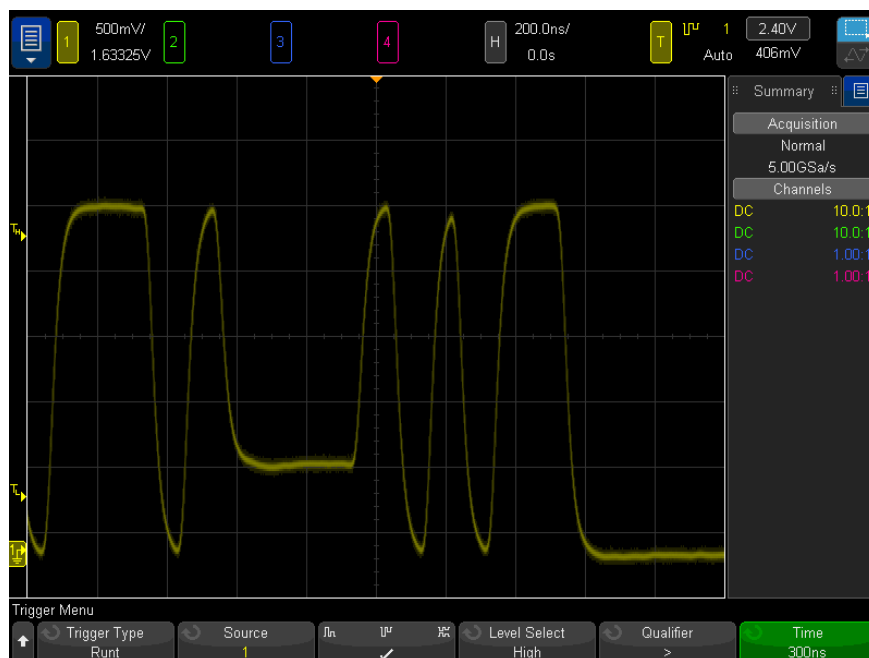 1 500mV/ 2 3 4 H 200.0ns/ T 1 2.40V
1.63325V 0.0s Auto 406mV
Summary
Acquisition
Normal
5.00GSa/s
Channels
DC 10.0:1
DC 10.0:1
DC 1.00:1
DC 1.00:1
TH
TL
1
Trigger Menu
Trigger Type Source Level Select Qualifier Time
Runt 1 High > 300ns